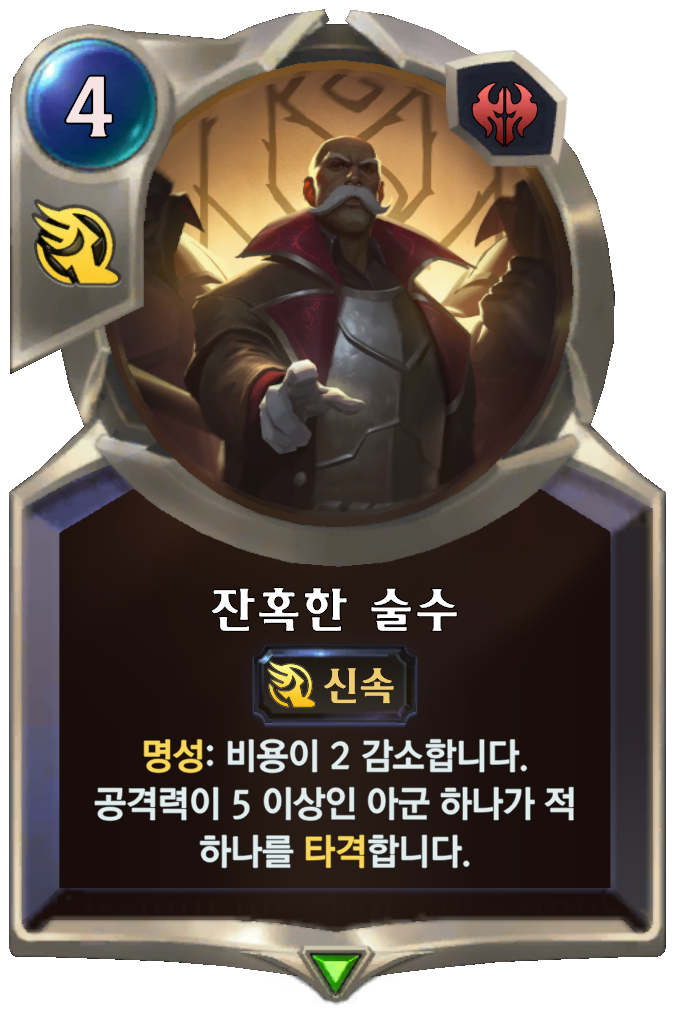 4
잔혹한 술수
신속
명성: 비용이 2 감소합니다.
공격력이 5 이상인 아군 하나가 적
하나를 타격합니다.